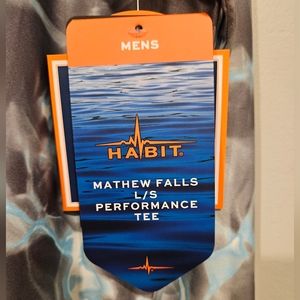 MENS
HABIT®
MATHEW FALLS
L/S
PERFORMANCE
TEE